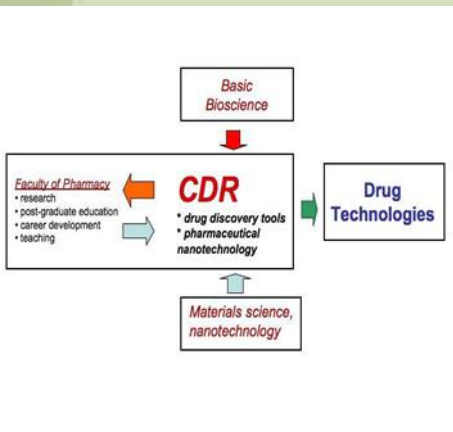 Basic
Bioscience
Faculty of Pharmacy
• research
• post-graduate education
• career development
• teaching
CDR
* drug discovery tools
* pharmaceutical
nanotechnology
Drug
Technologies
Materials science,
nanotechnology